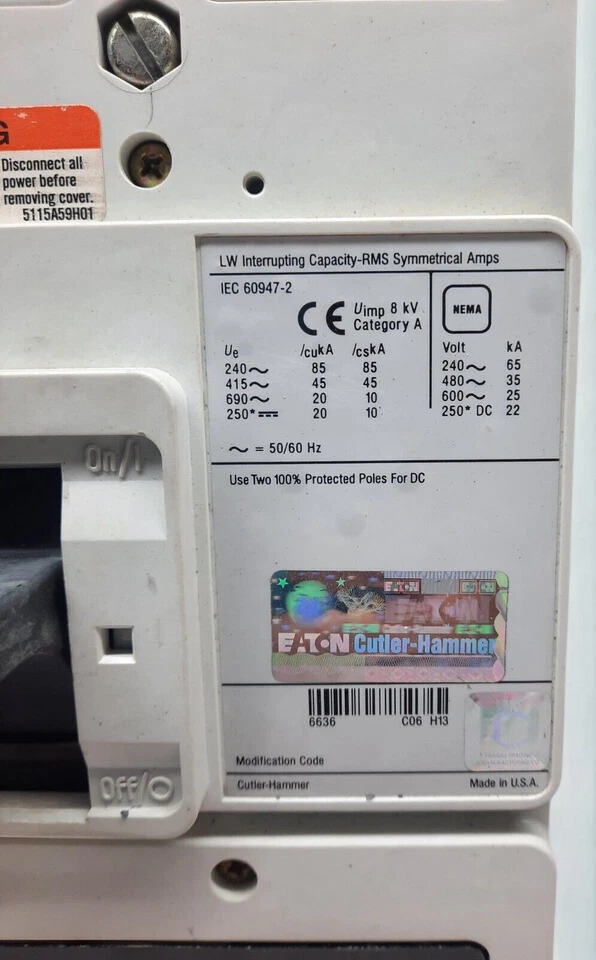 G
Disconnect all
power before
removing cover.
5115A59H01
LW Interrupting Capacity-RMS Symmetrical Amps
IEC 60947-2
CE Uimp 8 kV
Category A
NEMA
Ue /cukA /cskA
240~ 85 85
415~ 45 45
690~ 20 10
250* ⎓ 20 10
Volt kA
240~ 65
480~ 35
600~ 25
250* DC 22
~ = 50/60 Hz
Use Two 100% Protected Poles For DC
On/I
EATON
EATON Cutler-Hammer
6636 C06 H13
Modification Code
Cutler-Hammer Made in U.S.A.
Off/O